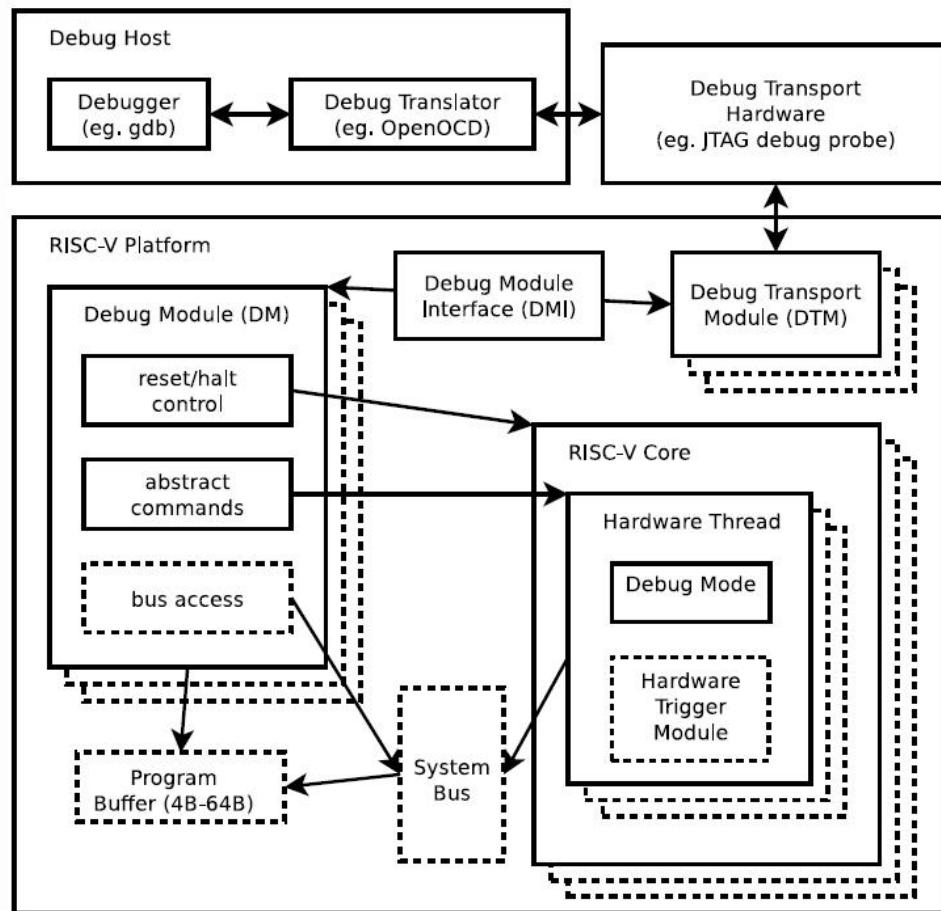 Debug Host
Debugger
(eg. gdb)
Debug Translator
(eg. OpenOCD)
Debug Transport
Hardware
(eg. JTAG debug probe)
RISC-V Platform
Debug Module
Interface (DMI)
Debug Transport
Module (DTM)
Debug Module (DM)
reset/halt
control
abstract
commands
bus access
RISC-V Core
Hardware Thread
Debug Mode
Hardware
Trigger
Module
System
Bus
Program
Buffer (4B-64B)